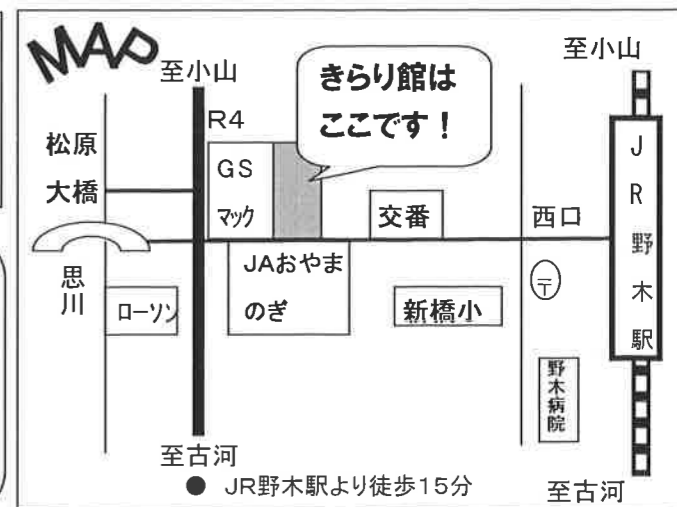 MAP
至小山
至小山
R4
きらり館は
ここです！
松原
大橋
GS
マック
交番
西口
JR野木駅
思川
ローソン
JAおやま
のぎ
新橋小
〒
野木病院
至古河
● JR野木駅より徒歩15分
至古河